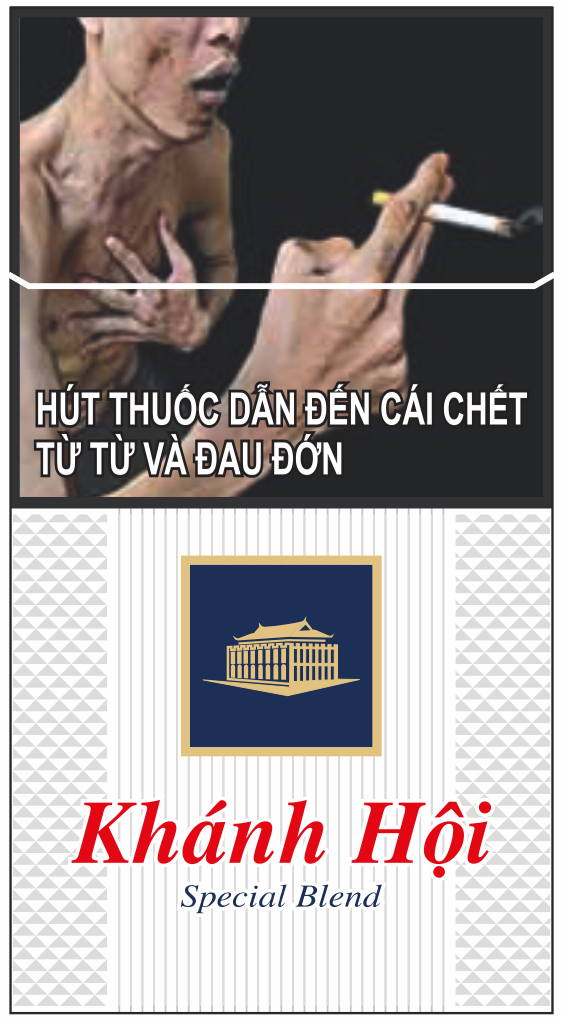 HÚT THUỐC DẪN ĐẾN CÁI CHẾT
TỪ TỪ VÀ ĐAU ĐỚN
Khánh Hội
Special Blend